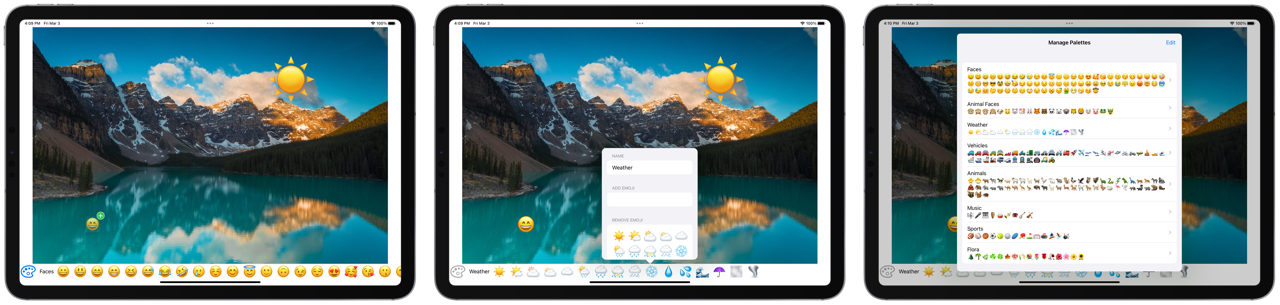 4:09 PM Fri Mar 3
100%
Faces
4:09 PM Fri Mar 3
100%
NAME
Weather
ADD EMOJI
REMOVE EMOJI
Weather
4:10 PM Fri Mar 3
100%
Manage Palettes
Edit
Faces
Animal Faces
Weather
Vehicles
Animals
Music
Sports
Flora
Weather